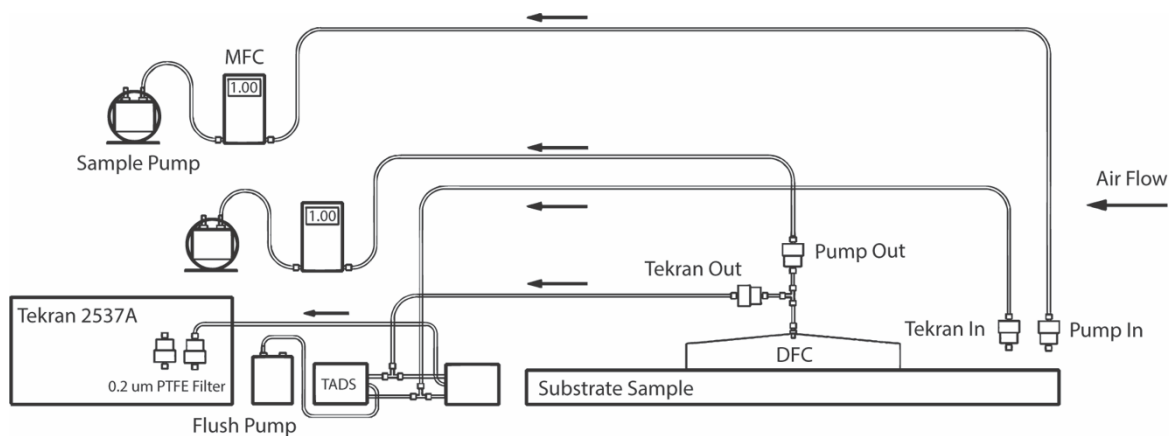 MFC
1.00
Sample Pump
Air Flow
1.00
Pump Out
Tekran Out
Tekran 2537A
Tekran In
Pump In
DFC
TADS
0.2 um PTFE Filter
Substrate Sample
Flush Pump